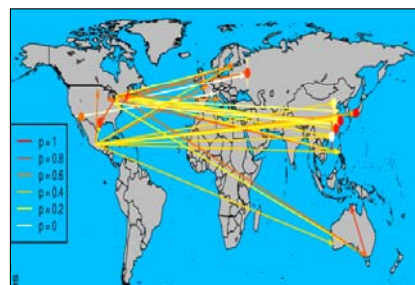 p = 1
p = 0.8
p = 0.6
p = 0.4
p = 0.2
p = 0